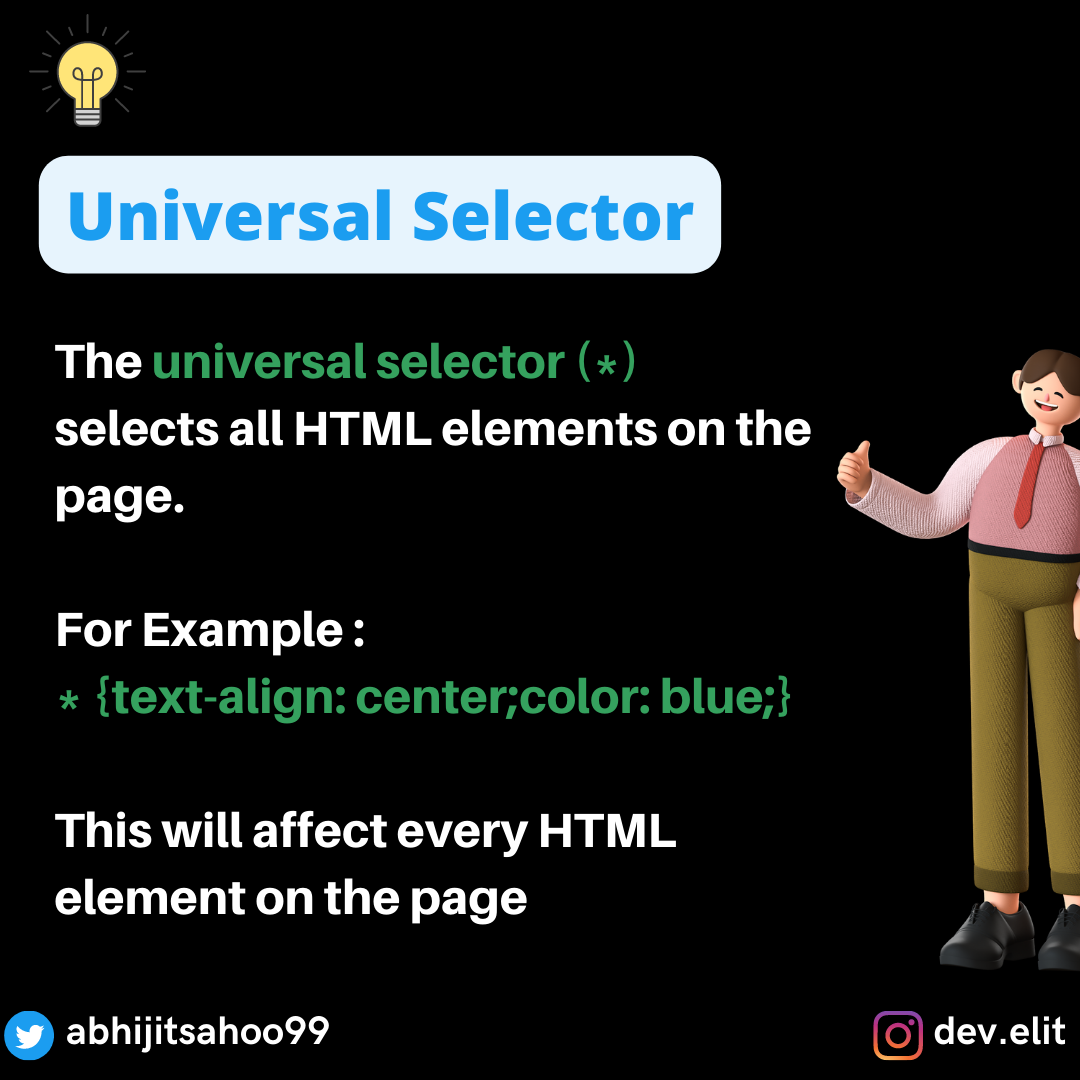 Universal Selector
The universal selector (*)
selects all HTML elements on the
page.
For Example :
* {text-align: center;color: blue;}
This will affect every HTML
element on the page
abhijitsahoo99
dev.elit